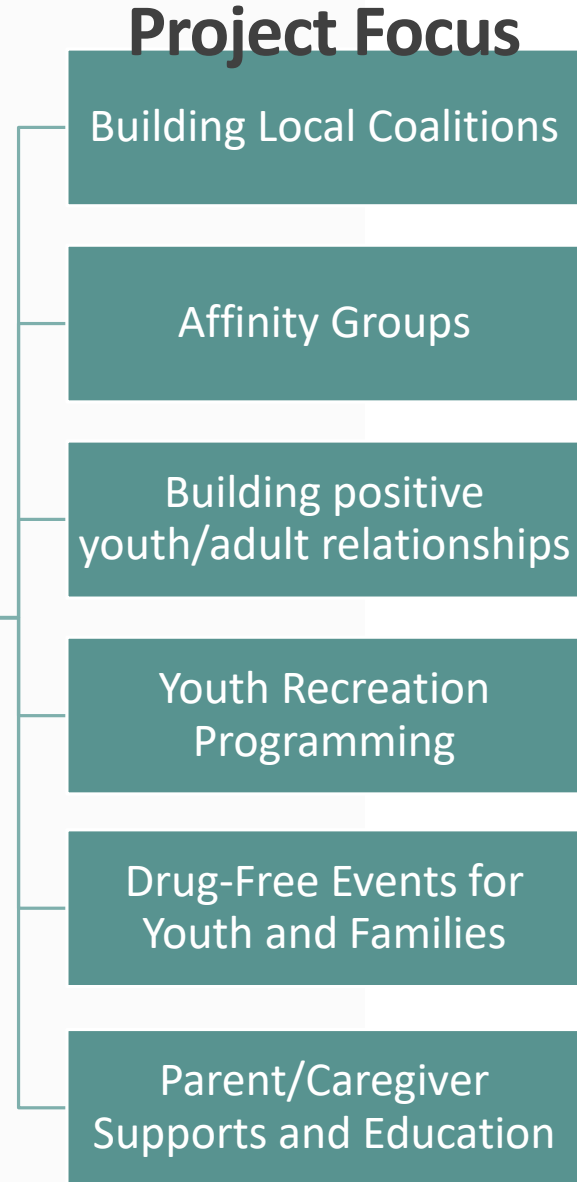 Project Focus
Building Local Coalitions
Affinity Groups
Building positive
youth/adult relationships
Youth Recreation
Programming
Drug-Free Events for
Youth and Families
Parent/Caregiver
Supports and Education